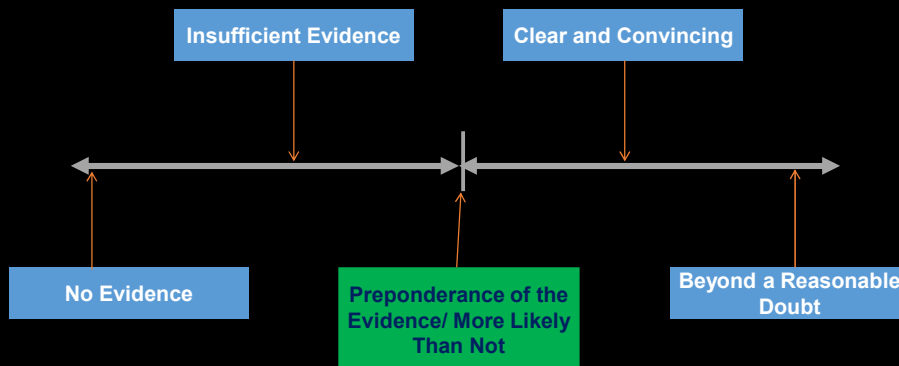 Insufficient Evidence
Clear and Convincing
No Evidence
Preponderance of the
Evidence/ More Likely
Than Not
Beyond a Reasonable
Doubt